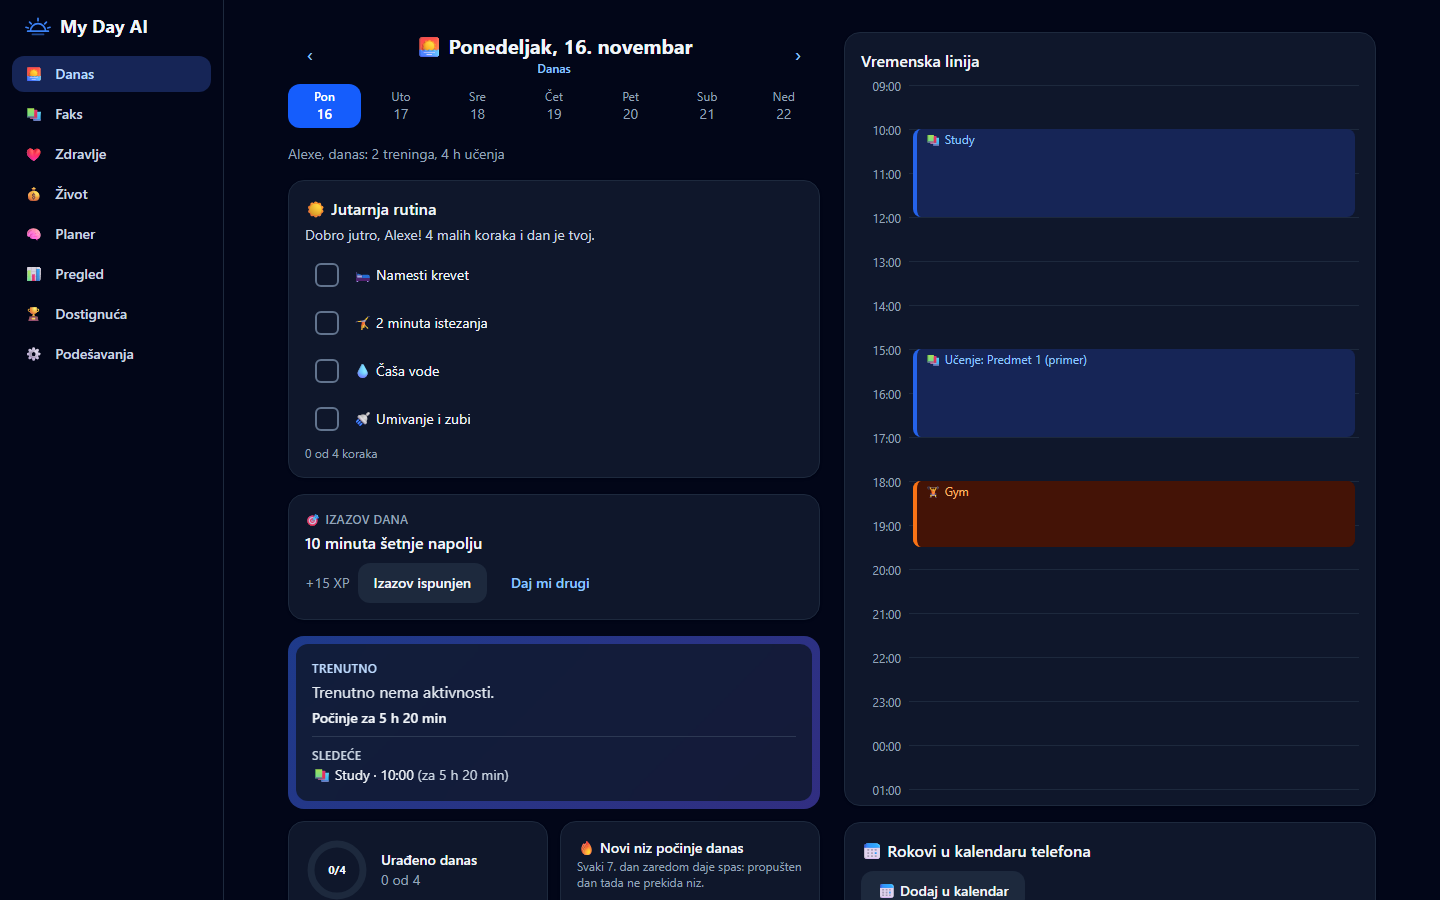 My Day AI
Danas
Faks
Zdravlje
Život
Planer
Pregled
Dostignuća
Podešavanja
‹
Ponedeljak, 16. novembar
›
Danas
Pon Uto Sre Čet Pet Sub Ned
16 17 18 19 20 21 22
Alexe, danas: 2 treninga, 4 h učenja
Jutarnja rutina
Dobro jutro, Alexe! 4 malih koraka i dan je tvoj.
Namesti krevet
2 minuta istezanja
Čaša vode
Umivanje i zubi
0 od 4 koraka
IZAZOV DANA
10 minuta šetnje napolju
+15 XP Izazov ispunjen Daj mi drugi
TRENUTNO
Trenutno nema aktivnosti.
Počinje za 5 h 20 min
SLEDEĆE
Study · 10:00 (za 5 h 20 min)
0/4
Urađeno danas
0 od 4
Novi niz počinje danas
Svaki 7. dan zaredom daje spas: propušten
dan tada ne prekida niz.
Vremenska linija
09:00
10:00
Study
11:00
12:00
13:00
14:00
15:00
Učenje: Predmet 1 (primer)
16:00
17:00
18:00
Gym
19:00
20:00
21:00
22:00
23:00
00:00
01:00
Rokovi u kalendaru telefona
Dodaj u kalendar